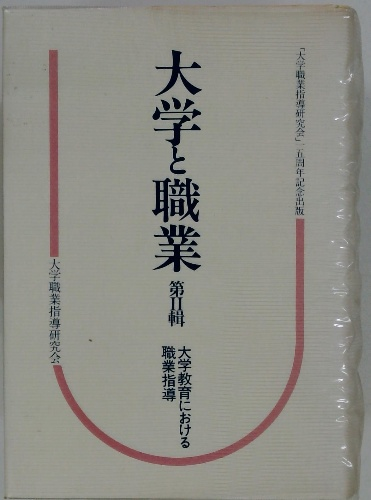 「大学職業指導研究会」一五周年記念出版
大学と職業
第II輯
大学教育における
職業指導
大学職業指導研究会